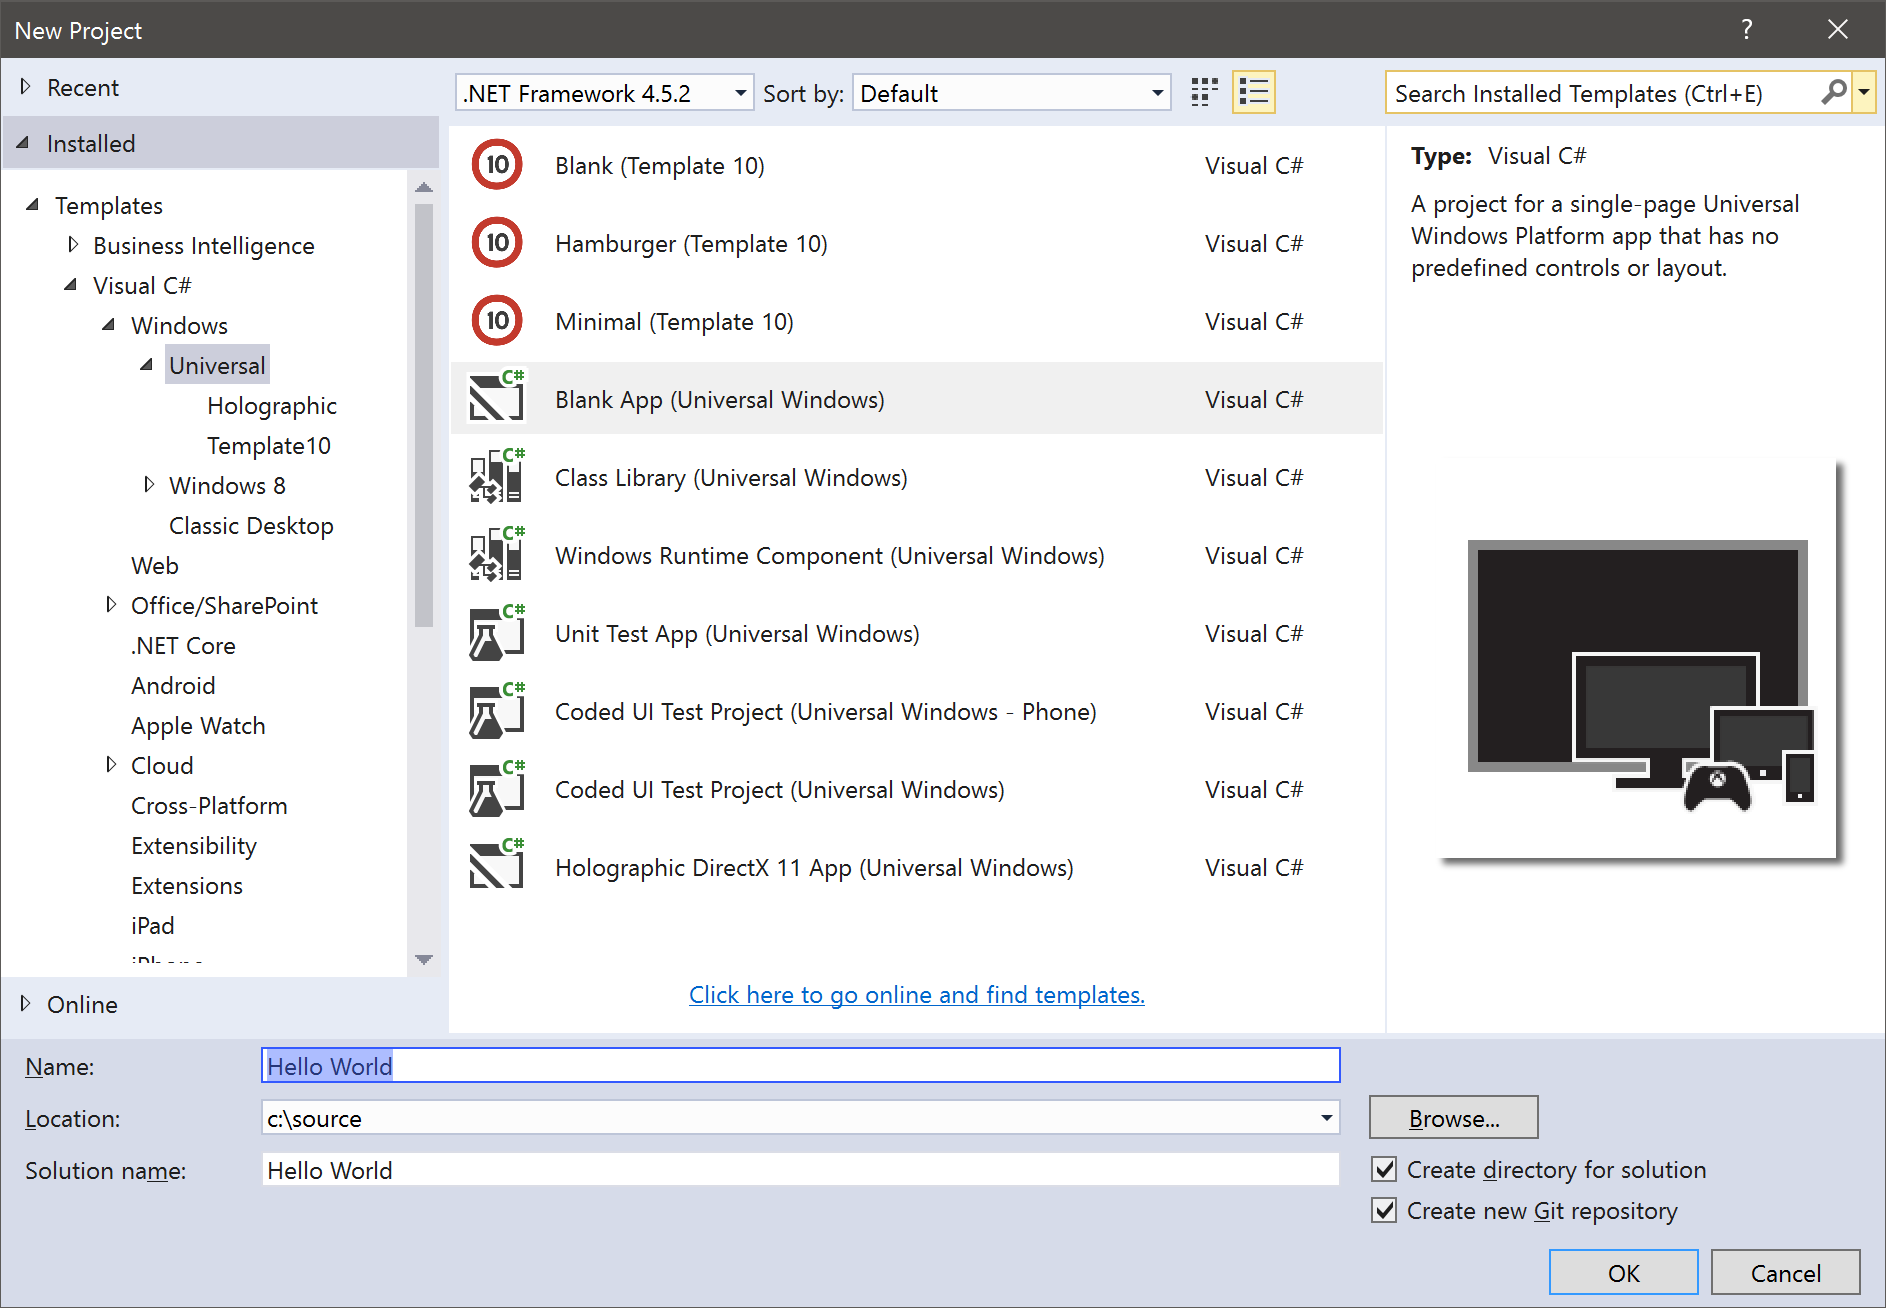 New Project
?
Recent
Installed
.NET Framework 4.5.2
Sort by:
Default
Search Installed Templates (Ctrl+E)
Templates
Business Intelligence
Visual C#
Windows
Universal
Holographic
Template10
Windows 8
Classic Desktop
Web
Office/SharePoint
.NET Core
Android
Apple Watch
Cloud
Cross-Platform
Extensibility
Extensions
iPad
iPhone
Online
10 Blank (Template 10) Visual C#
10 Hamburger (Template 10) Visual C#
10 Minimal (Template 10) Visual C#
C# Blank App (Universal Windows) Visual C#
C# Class Library (Universal Windows) Visual C#
C# Windows Runtime Component (Universal Windows) Visual C#
C# Unit Test App (Universal Windows) Visual C#
C# Coded UI Test Project (Universal Windows - Phone) Visual C#
C# Coded UI Test Project (Universal Windows) Visual C#
C# Holographic DirectX 11 App (Universal Windows) Visual C#
Click here to go online and find templates.
Type: Visual C#
A project for a single-page Universal
Windows Platform app that has no
predefined controls or layout.
Name: Hello World
Location: c:\source
Browse...
Solution name: Hello World
Create directory for solution
Create new Git repository
OK
Cancel